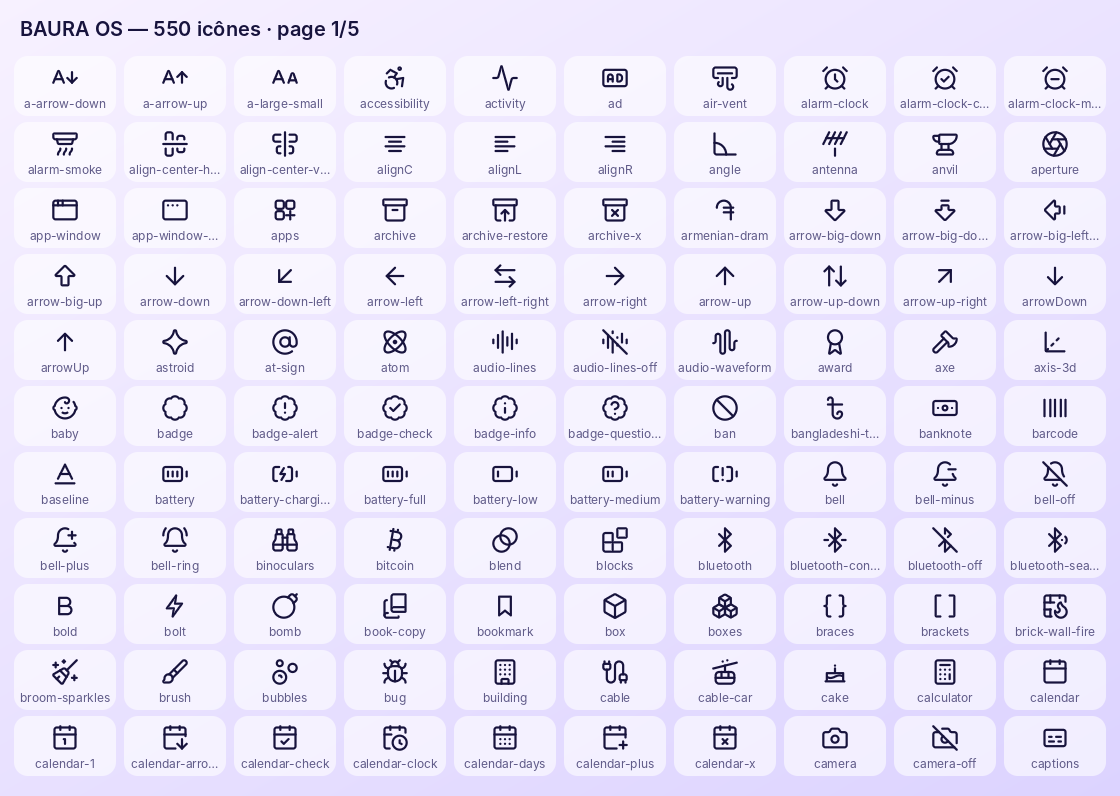 BAURA OS — 550 icônes · page 1/5
a-arrow-down a-arrow-up a-large-small accessibility activity ad air-vent alarm-clock alarm-clock-c... alarm-clock-m...
alarm-smoke align-center-h... align-center-v... alignC alignL alignR angle antenna anvil aperture
app-window app-window-... apps archive archive-restore archive-x armenian-dram arrow-big-down arrow-big-do... arrow-big-left...
arrow-big-up arrow-down arrow-down-left arrow-left arrow-left-right arrow-right arrow-up arrow-up-down arrow-up-right arrowDown
arrowUp astroid at-sign atom audio-lines audio-lines-off audio-waveform award axe axis-3d
baby badge badge-alert badge-check badge-info badge-questio... ban bangladeshi-t... banknote barcode
baseline battery battery-chargi... battery-full battery-low battery-medium battery-warning bell bell-minus bell-off
bell-plus bell-ring binoculars bitcoin blend blocks bluetooth bluetooth-con... bluetooth-off bluetooth-sea...
bold bolt bomb book-copy bookmark box boxes braces brackets brick-wall-fire
broom-sparkles brush bubbles bug building cable cable-car cake calculator calendar
calendar-1 calendar-arro... calendar-check calendar-clock calendar-days calendar-plus calendar-x camera camera-off captions